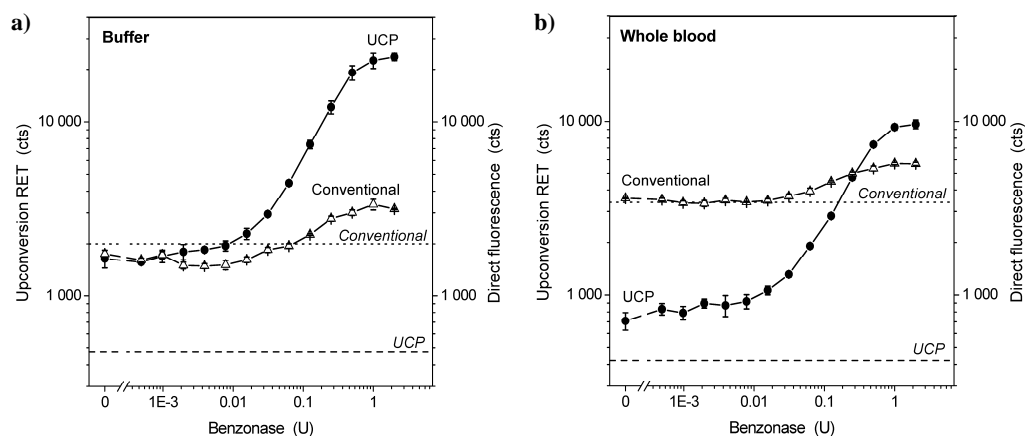 a)
Buffer
UCP
Conventional
Conventional
UCP
10 000
1 000
10 000
1 000
Upconversion RET (cts)
Direct fluorescence (cts)
0 1E-3 0.01 0.1 1
Benzonase (U)
b)
Whole blood
Conventional
Conventional
UCP
UCP
10 000
1 000
10 000
1 000
Upconversion RET (cts)
Direct fluorescence (cts)
0 1E-3 0.01 0.1 1
Benzonase (U)